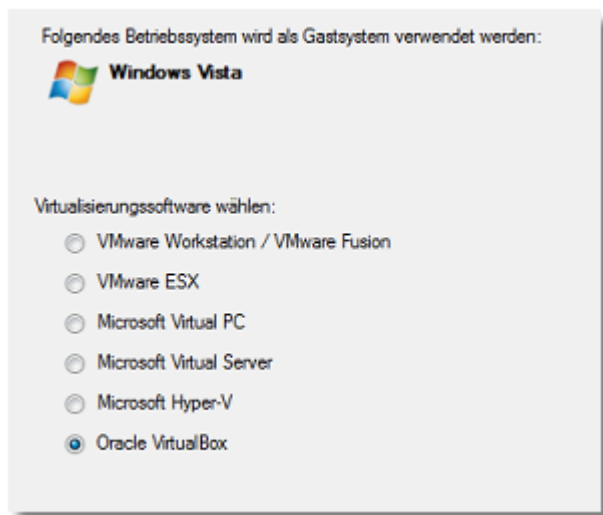 Folgendes Betriebssystem wird als Gastsystem verwendet werden:
Windows Vista
Virtualisierungssoftware wählen:
VMware Workstation / VMware Fusion
VMware ESX
Microsoft Virtual PC
Microsoft Virtual Server
Microsoft Hyper-V
Oracle VirtualBox